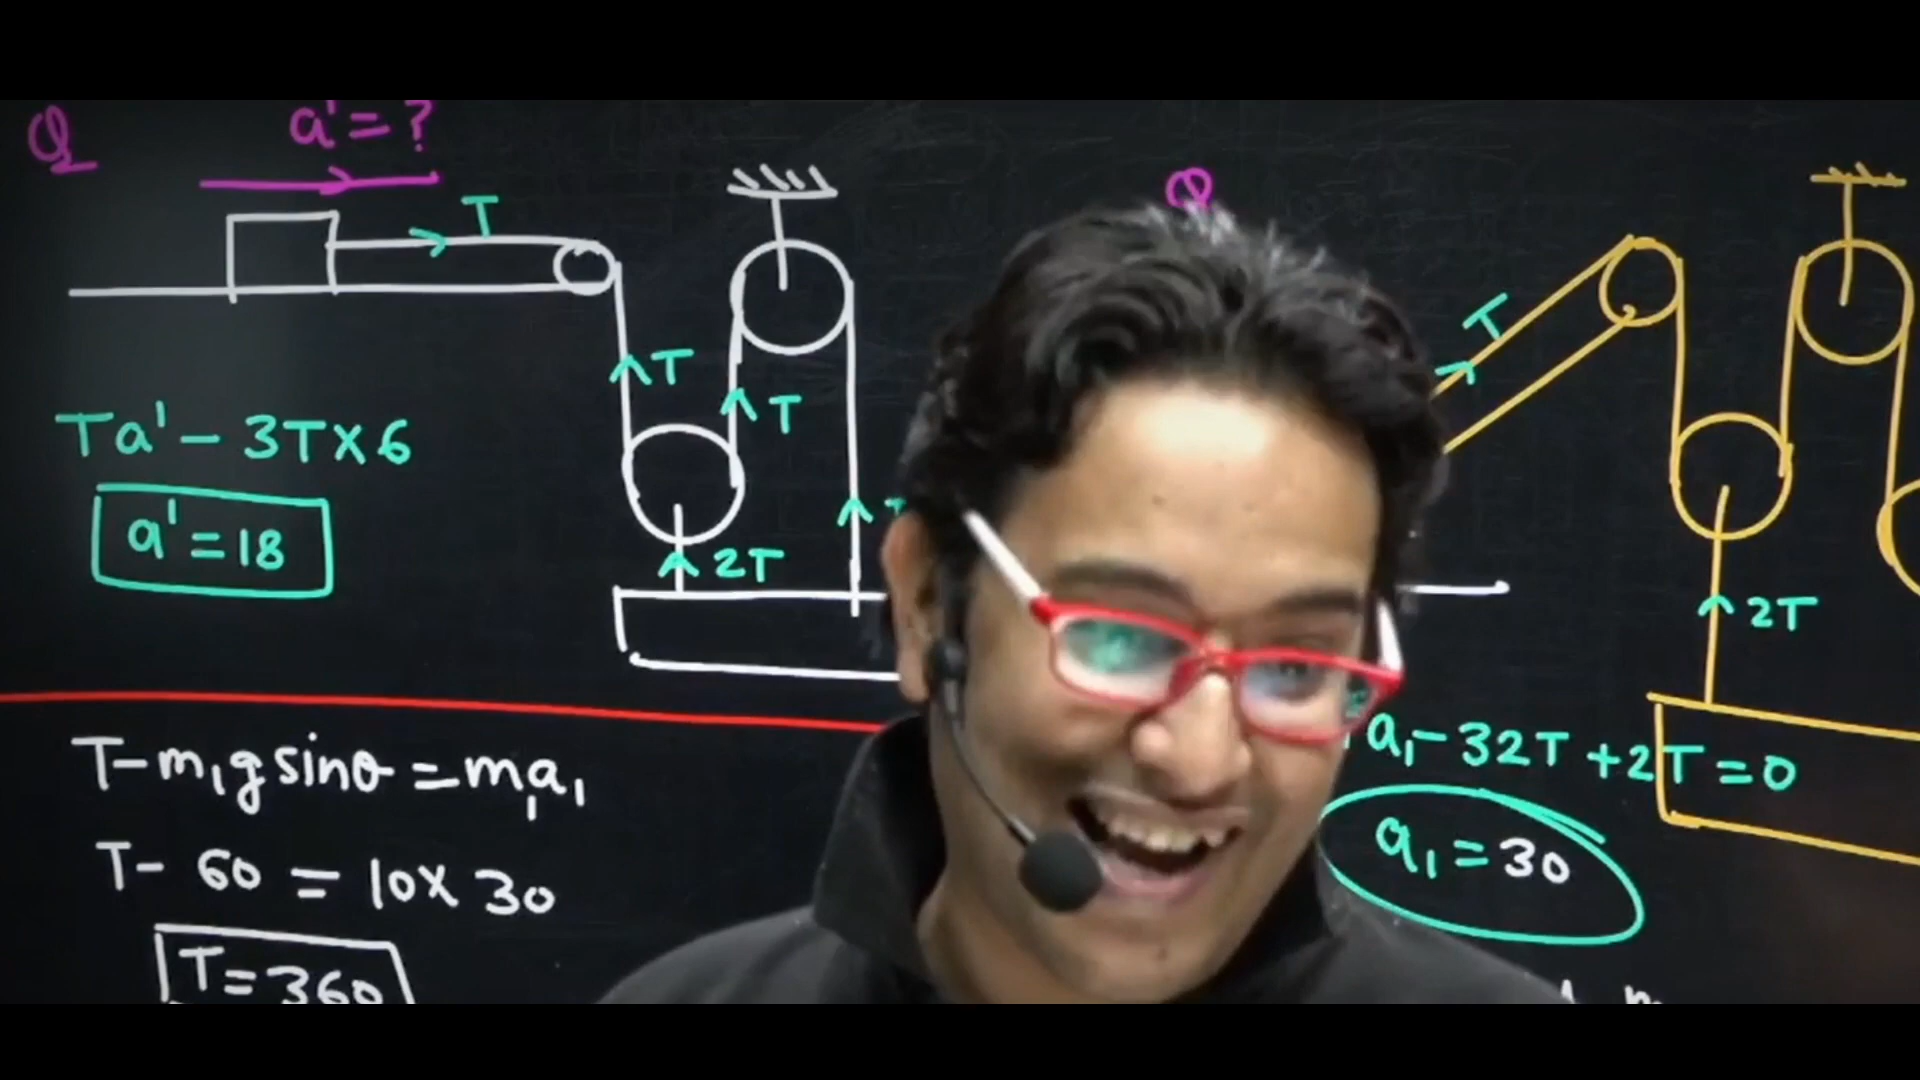 Q
a' = ?
T
T
T
2T
Ta' - 3T×6
a' = 18
T - m₁g sinθ = m₁a₁
T - 60 = 10 × 30
T = 360
Q
T
2T
a₁ - 32T + 2T = 0
a₁ = 30